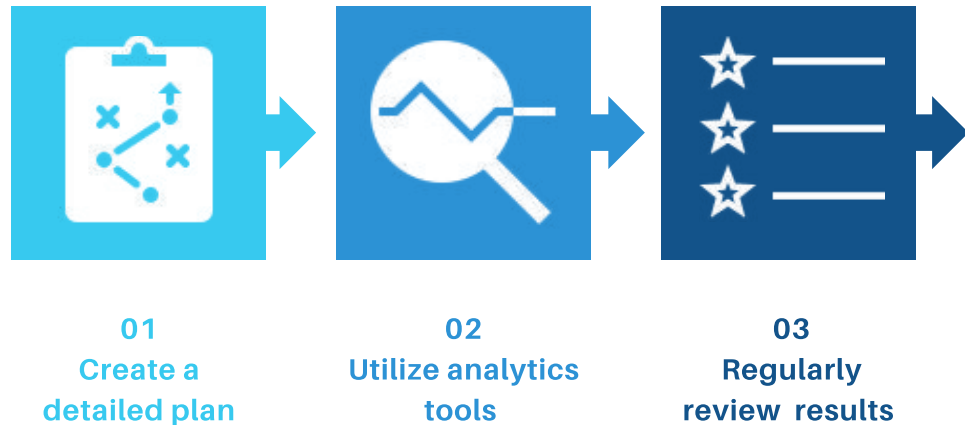 01
Create a
detailed plan
02
Utilize analytics
tools
03
Regularly
review results